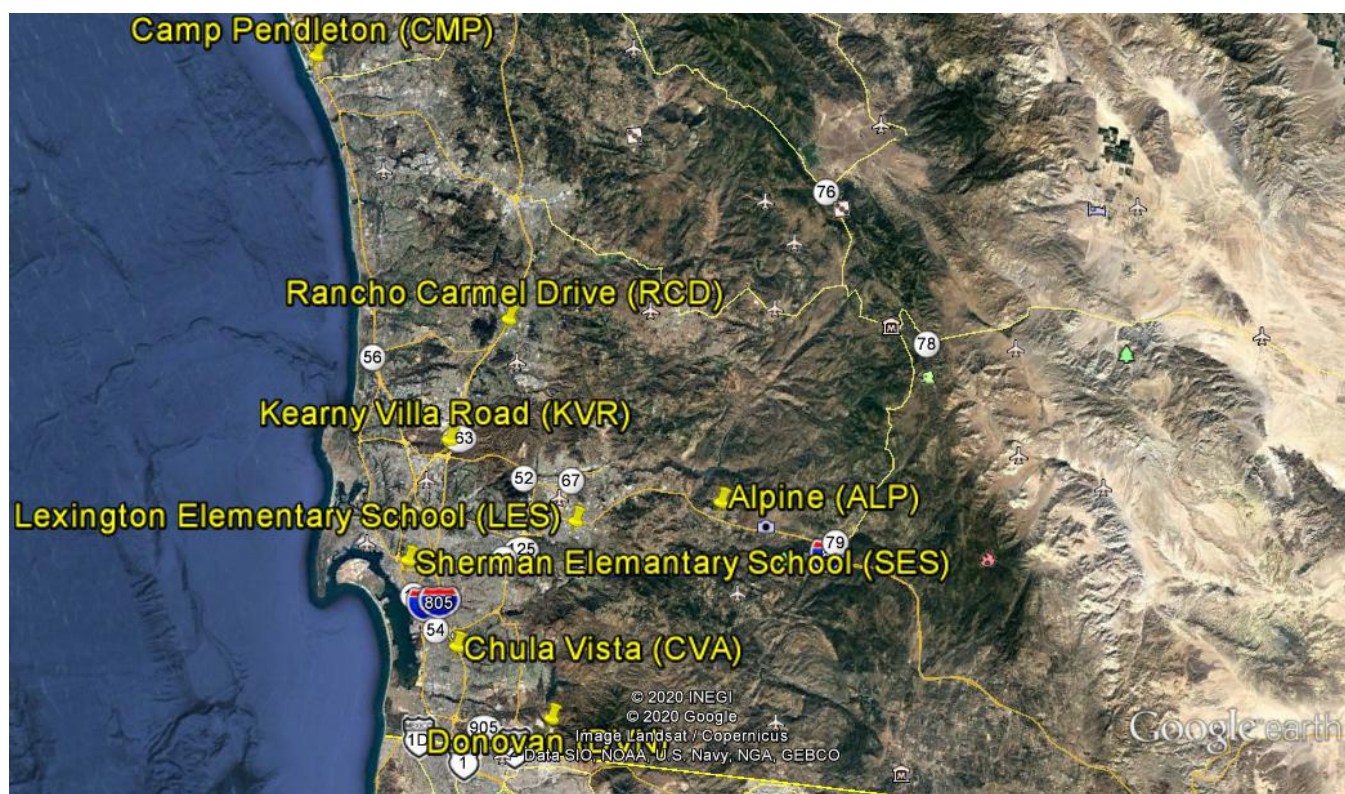 Camp Pendleton (CMP)
76
Rancho Carmel Drive (RCD)
M
78
56
Kearny Villa Road (KVR)
63
52
67
Lexington Elementary School (LES)
Alpine (ALP)
79
125
Sherman Elemantary School (SES)
805
54
Chula Vista (CVA)
© 2020 INEGI
© 2020 Google
Image Landsat / Copernicus
Data SIO, NOAA, U.S. Navy, NGA, GEBCO
Google earth
905
1D
Donovan
1
M